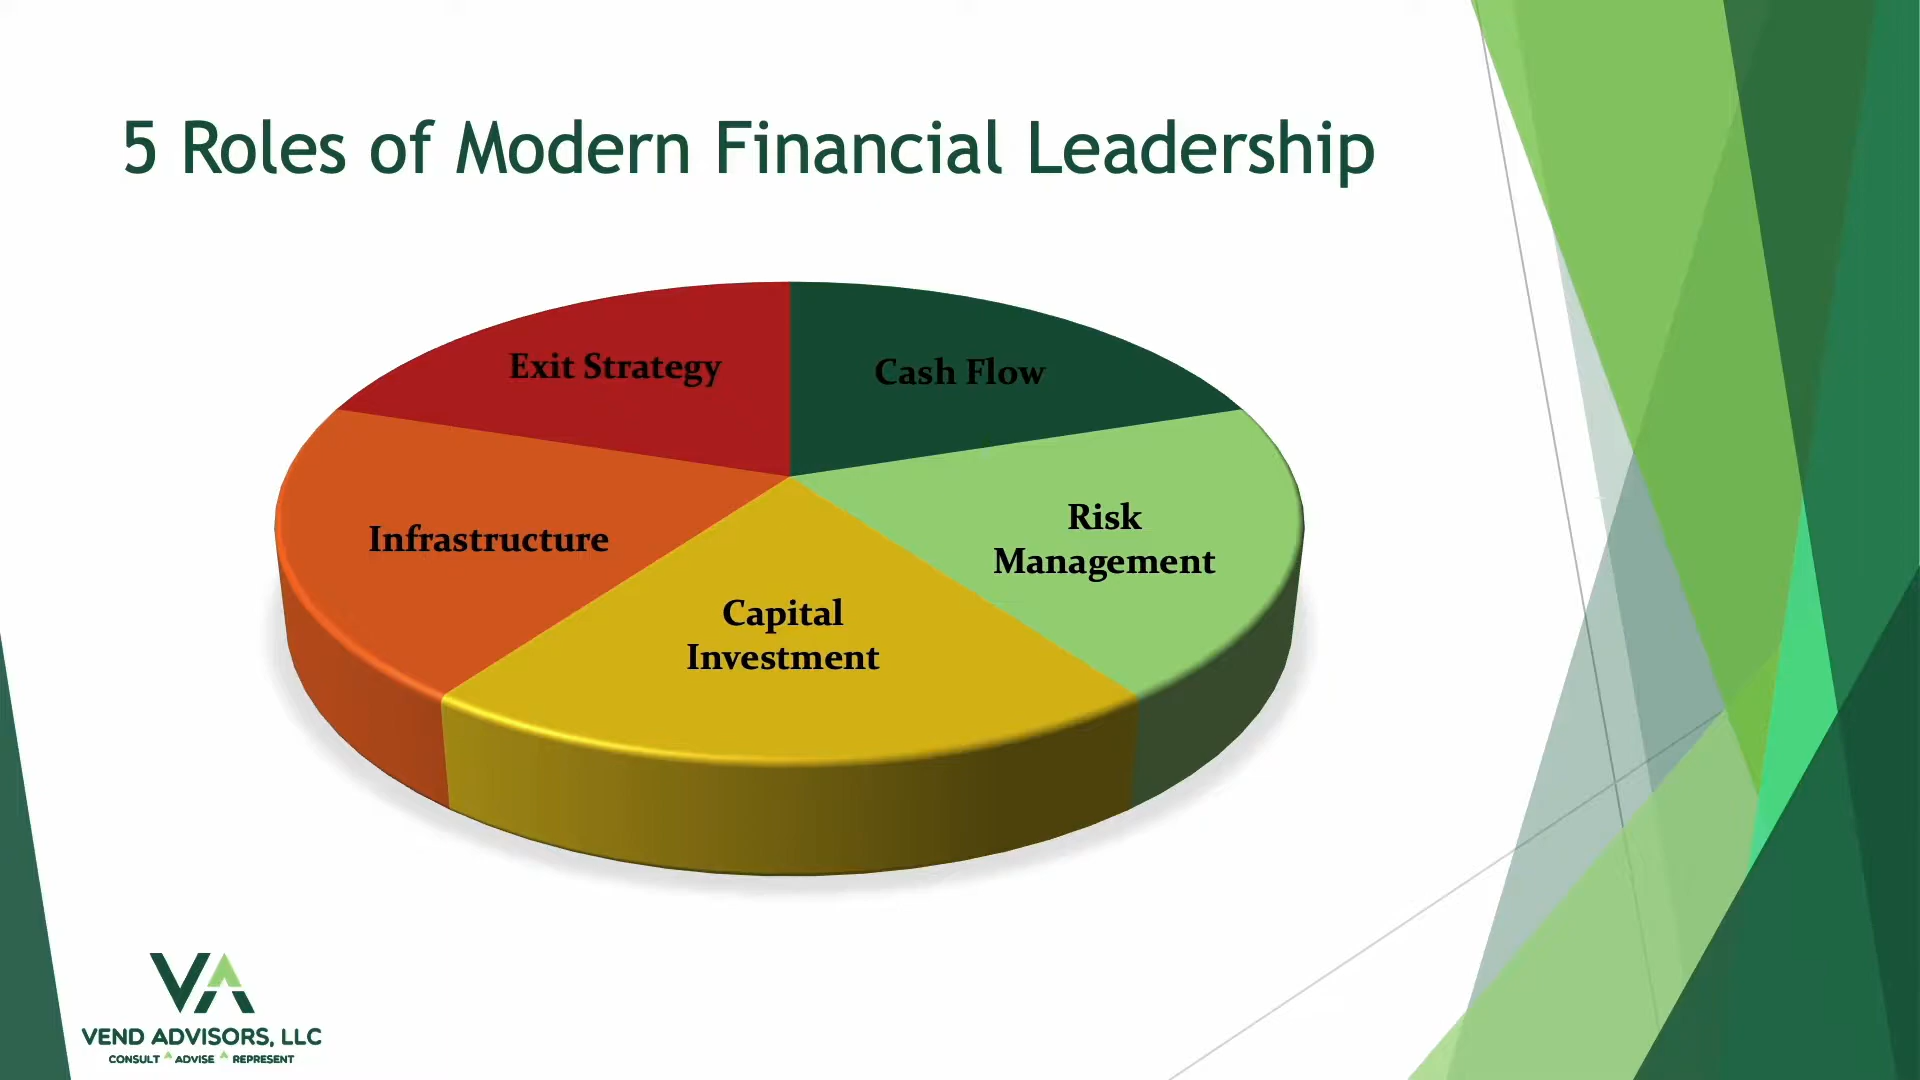 5 Roles of Modern Financial Leadership
Exit Strategy
Cash Flow
Risk
Management
Infrastructure
Capital
Investment
VA
VEND ADVISORS, LLC
CONSULT ADVISE REPRESENT